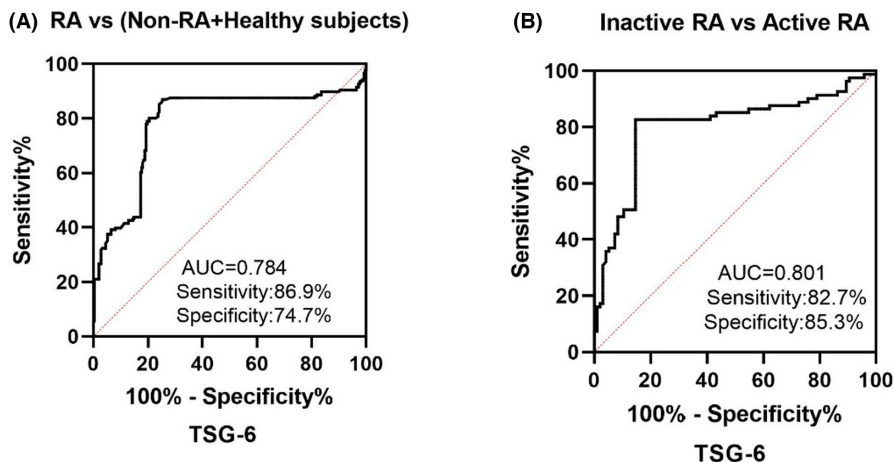 (A) RA vs (Non-RA+Healthy subjects)
100
80
60
40
20
0
Sensitivity%
AUC=0.784
Sensitivity:86.9%
Specificity:74.7%
0 20 40 60 80 100
100% - Specificity%
TSG-6
(B) Inactive RA vs Active RA
100
80
60
40
20
0
Sensitivity%
AUC=0.801
Sensitivity:82.7%
Specificity:85.3%
0 20 40 60 80 100
100% - Specificity%
TSG-6